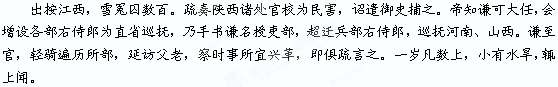 出按江西，雪冤囚数百。疏奏陕西诸处官校为民害，诏遣御史捕之。帝知谦可大任，会
增设各部右侍郎为直省巡抚，乃手书谦名授吏部，超迁兵部右侍郎，巡抚河南、山西。谦至
官，轻骑遍历所部，延访父老，察时事所宜兴革，即俱疏言之。一岁凡数上，小有水旱，辄
上闻。